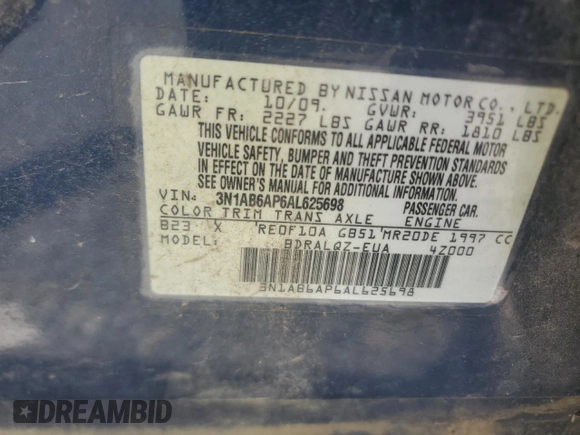 MANUFACTURED BY NISSAN MOTOR CO., LTD.
DATE: 10/09. GVWR: 3951 LBS
GAWR FR: 2227 LBS GAWR RR: 1810 LBS
THIS VEHICLE CONFORMS TO ALL APPLICABLE FEDERAL MOTOR
VEHICLE SAFETY, BUMPER AND THEFT PREVENTION STANDARDS
IN EFFECT ON THE DATE OF MANUFACTURE SHOWN ABOVE.
SEE OWNER'S MANUAL FOR ADDITIONAL INFORMATION.
VIN: 3N1AB6AP6AL625698 PASSENGER CAR.
COLOR TRIM TRANS AXLE ENGINE
B23 X RE0F10A GB51 MR20DE 1997 CC
MODEL: BDRALQZ-EUA 4Z000
3N1AB6AP6AL625698
DREAMBID